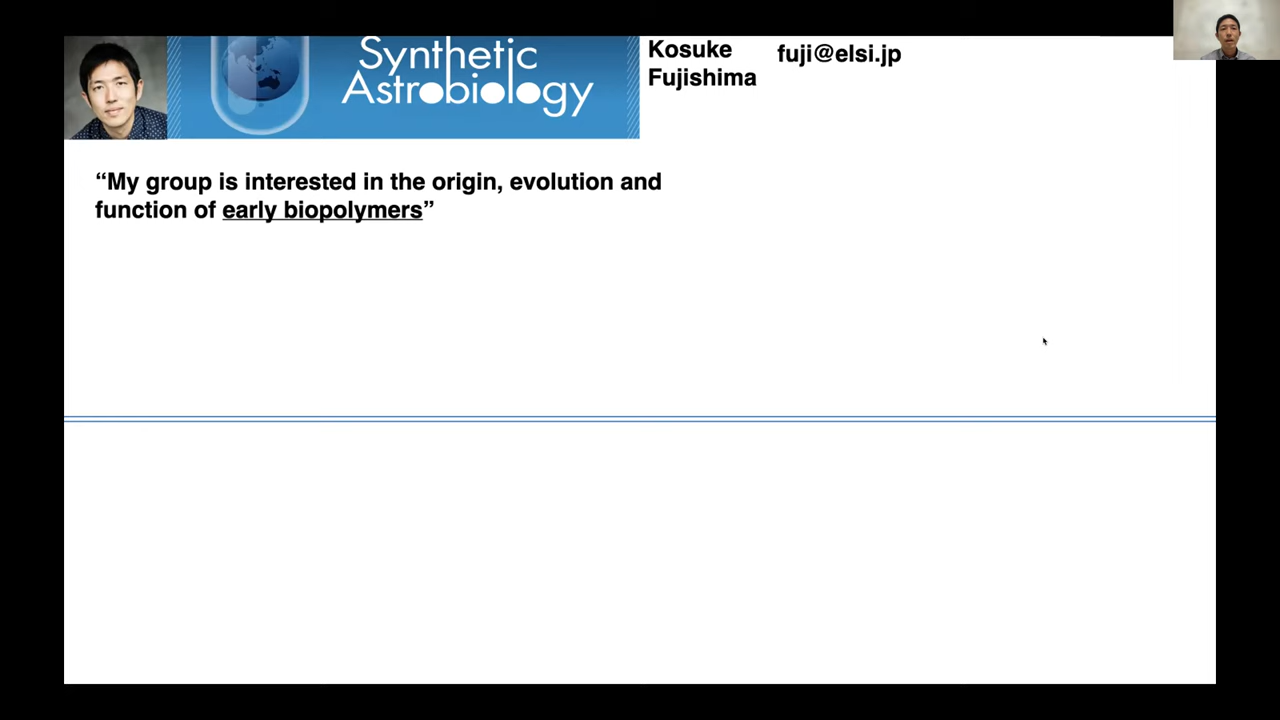 Synthetic
Astrobiology
Kosuke
Fujishima
fuji@elsi.jp
“My group is interested in the origin, evolution and
function of early biopolymers”